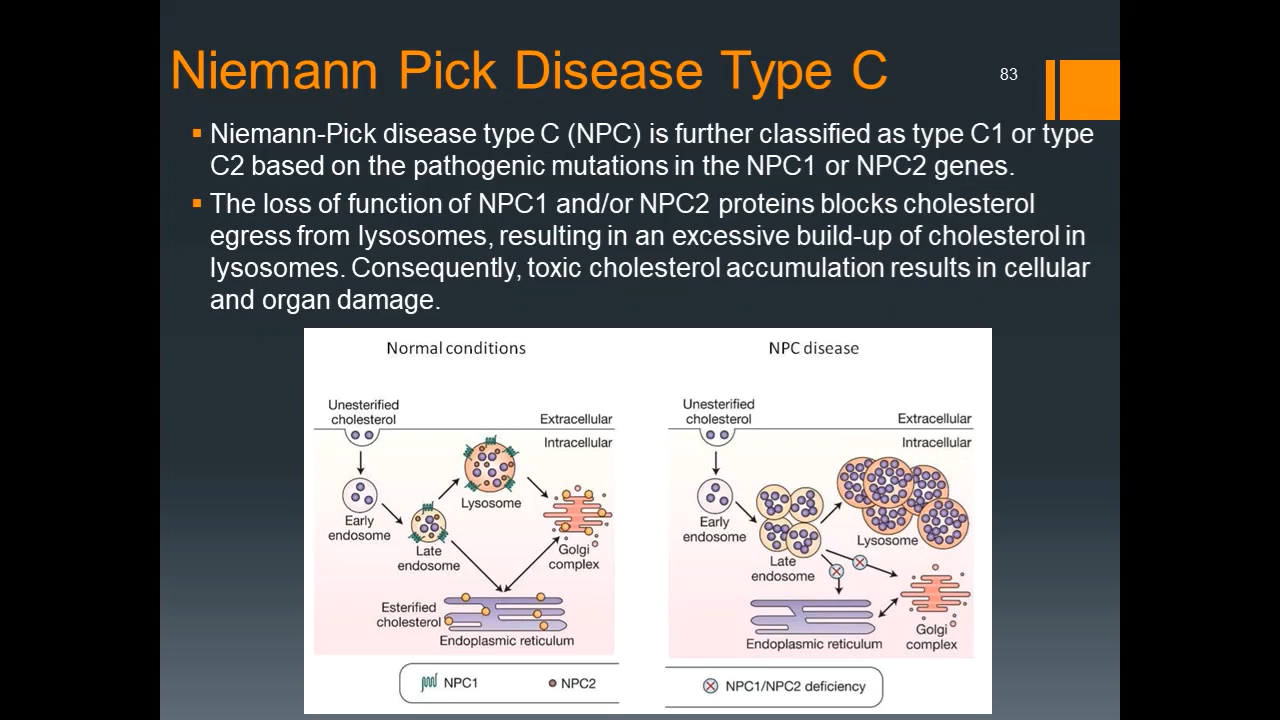 Niemann Pick Disease Type C
83
Niemann-Pick disease type C (NPC) is further classified as type C1 or type
C2 based on the pathogenic mutations in the NPC1 or NPC2 genes.
The loss of function of NPC1 and/or NPC2 proteins blocks cholesterol
egress from lysosomes, resulting in an excessive build-up of cholesterol in
lysosomes. Consequently, toxic cholesterol accumulation results in cellular
and organ damage.
Normal conditions
Unesterified
cholesterol
Extracellular
Intracellular
Lysosome
Early
endosome
Late
endosome
Golgi
complex
Esterified
cholesterol
Endoplasmic reticulum
NPC1
NPC2
NPC disease
Unesterified
cholesterol
Extracellular
Intracellular
Early
endosome
Lysosome
Late
endosome
Endoplasmic reticulum
Golgi
complex
NPC1/NPC2 deficiency